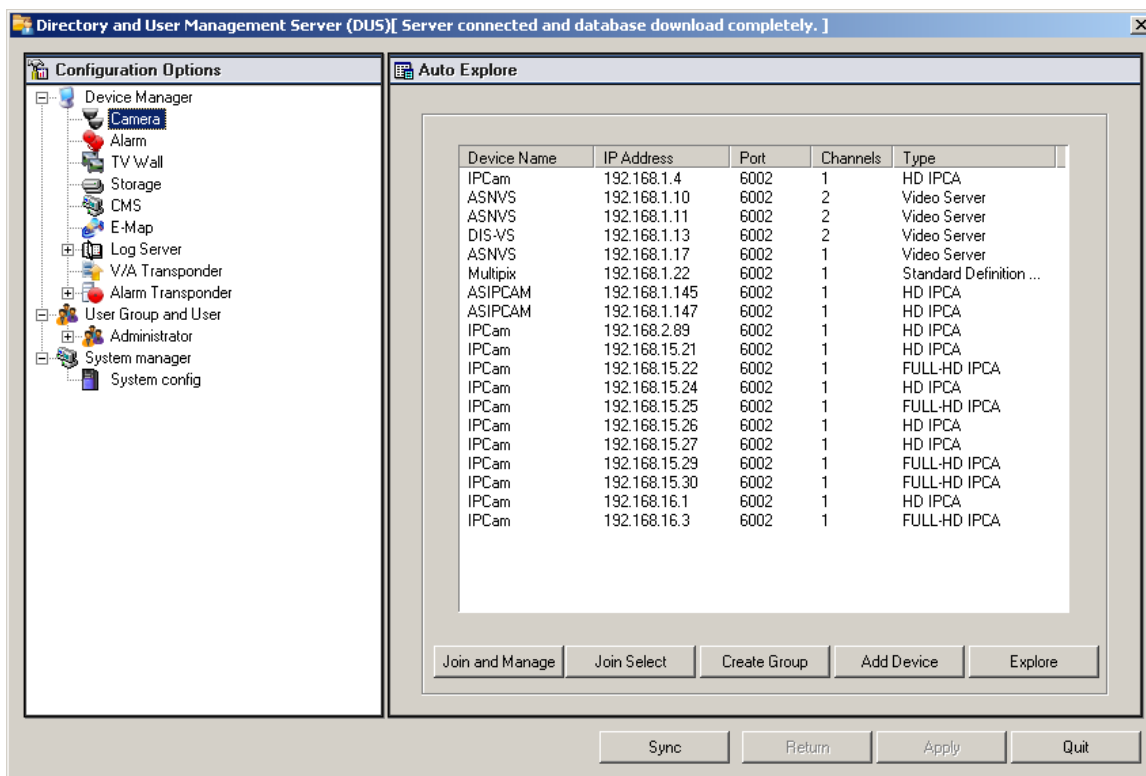 Directory and User Management Server (DUS)[ Server connected and database download completely. ]
Configuration Options
Device Manager
Camera
Alarm
TV Wall
Storage
CMS
E-Map
Log Server
V/A Transponder
Alarm Transponder
User Group and User
Administrator
System manager
System config
Auto Explore
Device Name IP Address Port Channels Type
IPCam 192.168.1.4 6002 1 HD IPCA
ASNVS 192.168.1.10 6002 2 Video Server
ASNVS 192.168.1.11 6002 2 Video Server
DIS-VS 192.168.1.13 6002 2 Video Server
ASNVS 192.168.1.17 6002 1 Video Server
Multipix 192.168.1.22 6002 1 Standard Definition ...
ASIPCAM 192.168.1.145 6002 1 HD IPCA
ASIPCAM 192.168.1.147 6002 1 HD IPCA
IPCam 192.168.2.89 6002 1 HD IPCA
IPCam 192.168.15.21 6002 1 HD IPCA
IPCam 192.168.15.22 6002 1 FULL-HD IPCA
IPCam 192.168.15.24 6002 1 HD IPCA
IPCam 192.168.15.25 6002 1 FULL-HD IPCA
IPCam 192.168.15.26 6002 1 HD IPCA
IPCam 192.168.15.27 6002 1 HD IPCA
IPCam 192.168.15.29 6002 1 FULL-HD IPCA
IPCam 192.168.15.30 6002 1 FULL-HD IPCA
IPCam 192.168.16.1 6002 1 HD IPCA
IPCam 192.168.16.3 6002 1 FULL-HD IPCA
Join and Manage Join Select Create Group Add Device Explore
Sync Return Apply Quit